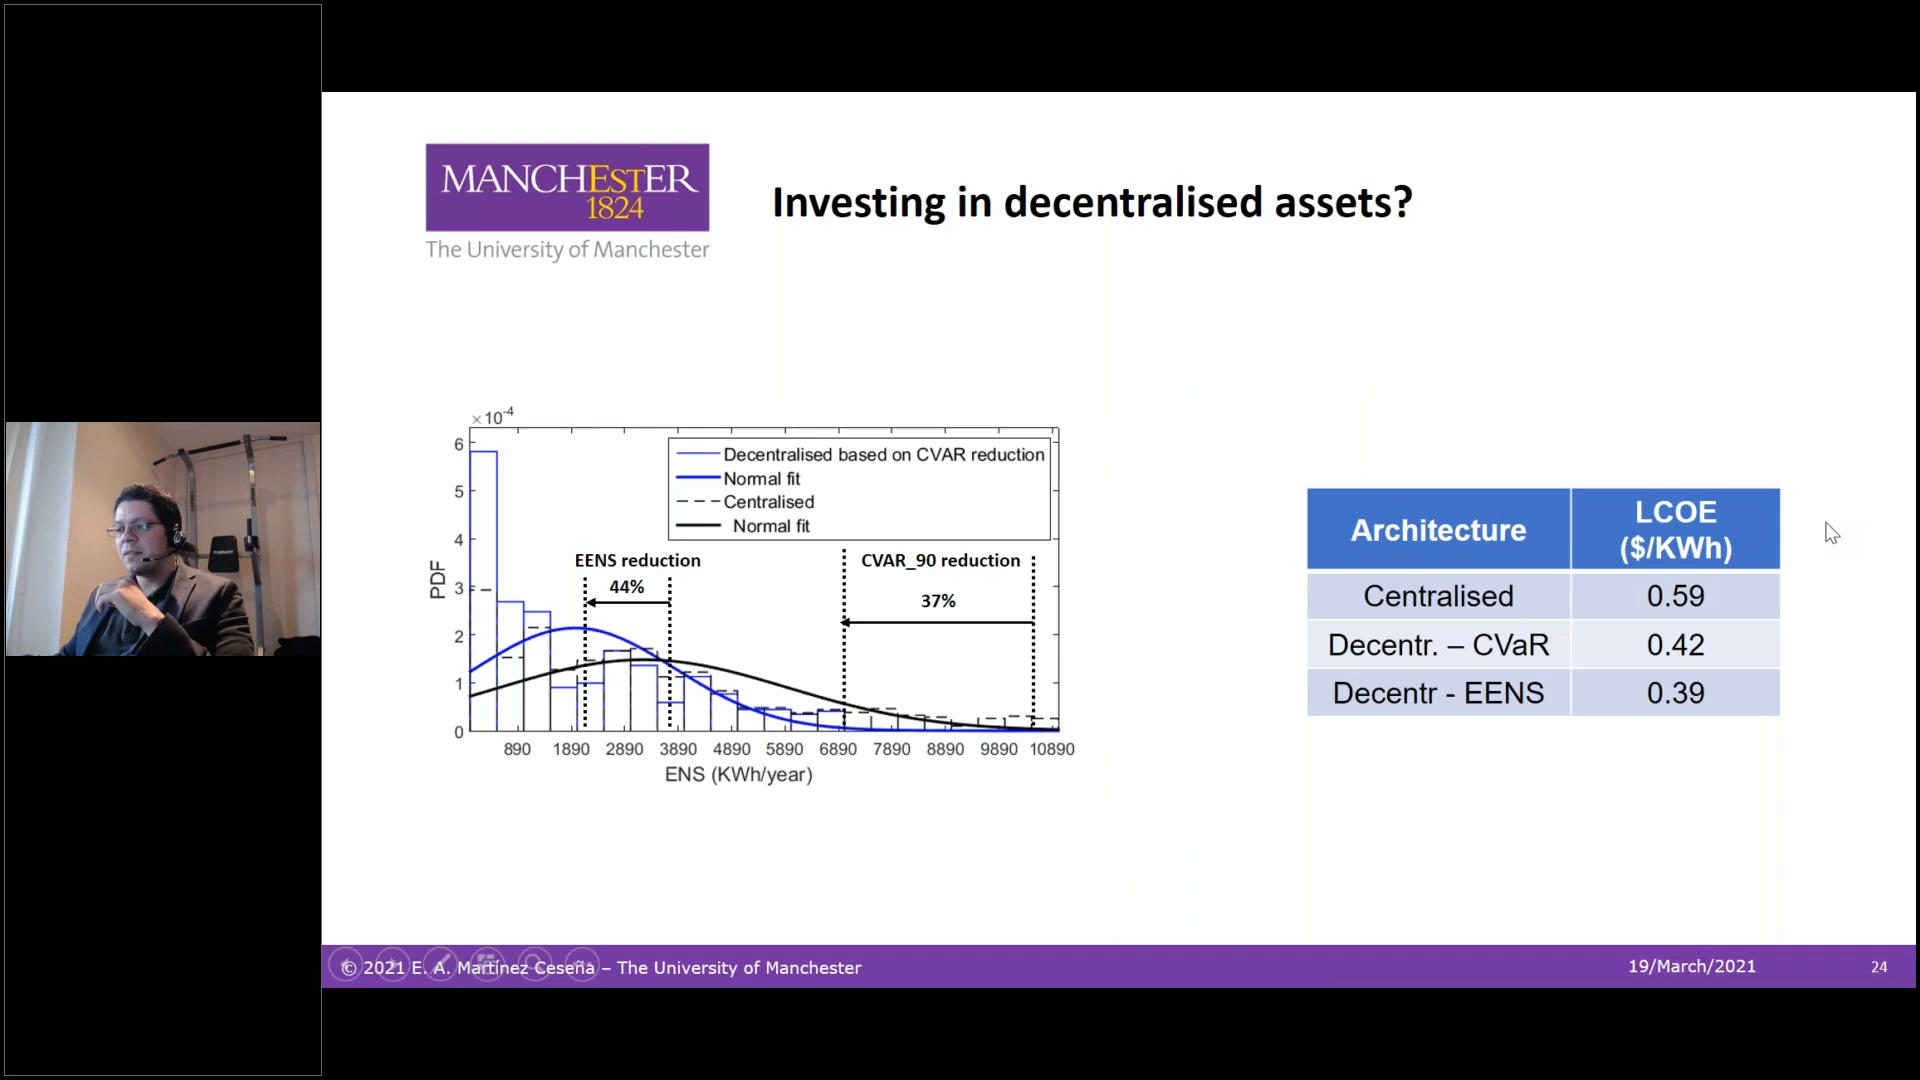 MANCHESTER
1824
The University of Manchester
Investing in decentralised assets?
×10-4
6
5
4
3
2
1
0
PDF
Decentralised based on CVAR reduction
Normal fit
Centralised
Normal fit
EENS reduction
44%
CVAR_90 reduction
37%
890 1890 2890 3890 4890 5890 6890 7890 8890 9890 10890
ENS (KWh/year)
Architecture LCOE ($/KWh)
Centralised 0.59
Decentr. – CVaR 0.42
Decentr - EENS 0.39
© 2021 E. A. Martínez Ceseña – The University of Manchester
19/March/2021
24